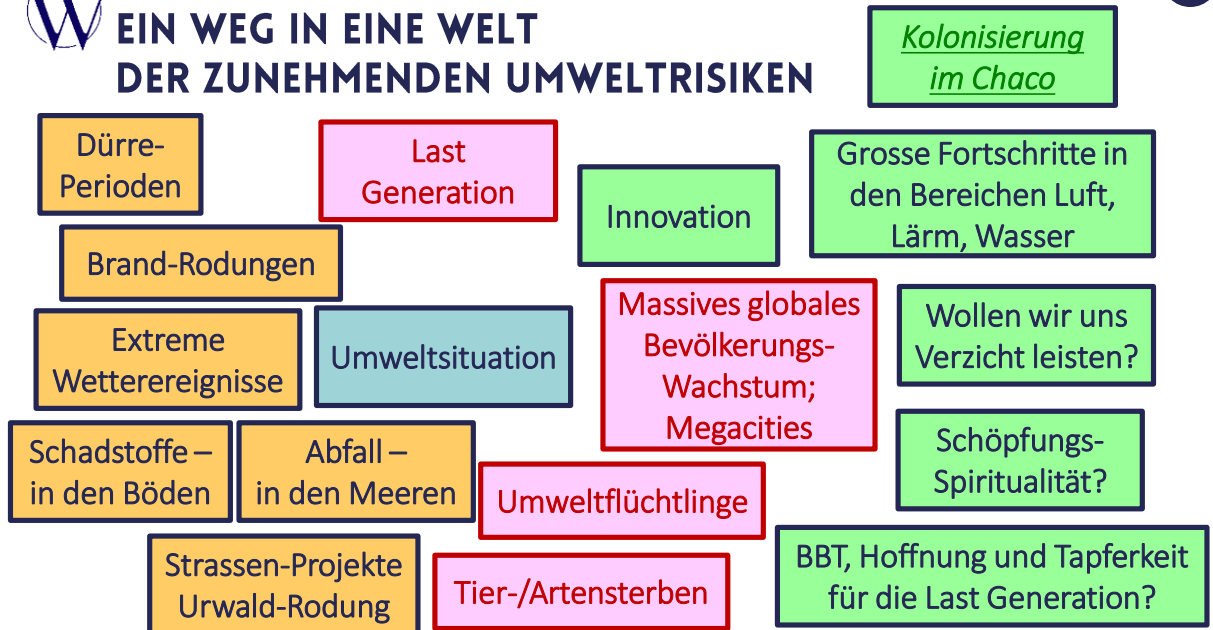 W
EIN WEG IN EINE WELT
DER ZUNEHMENDEN UMWELTRISIKEN
Kolonisierung
im Chaco
Dürre-
Perioden
Last
Generation
Innovation
Grosse Fortschritte in
den Bereichen Luft,
Lärm, Wasser
Brand-Rodungen
Extreme
Wetterereignisse
Umweltsituation
Massives globales
Bevölkerungs-
Wachstum;
Megacities
Wollen wir uns
Verzicht leisten?
Schadstoffe –
in den Böden
Abfall –
in den Meeren
Umweltflüchtlinge
Schöpfungs-
Spiritualität?
Strassen-Projekte
Urwald-Rodung
Tier-/Artensterben
BBT, Hoffnung und Tapferkeit
für die Last Generation?